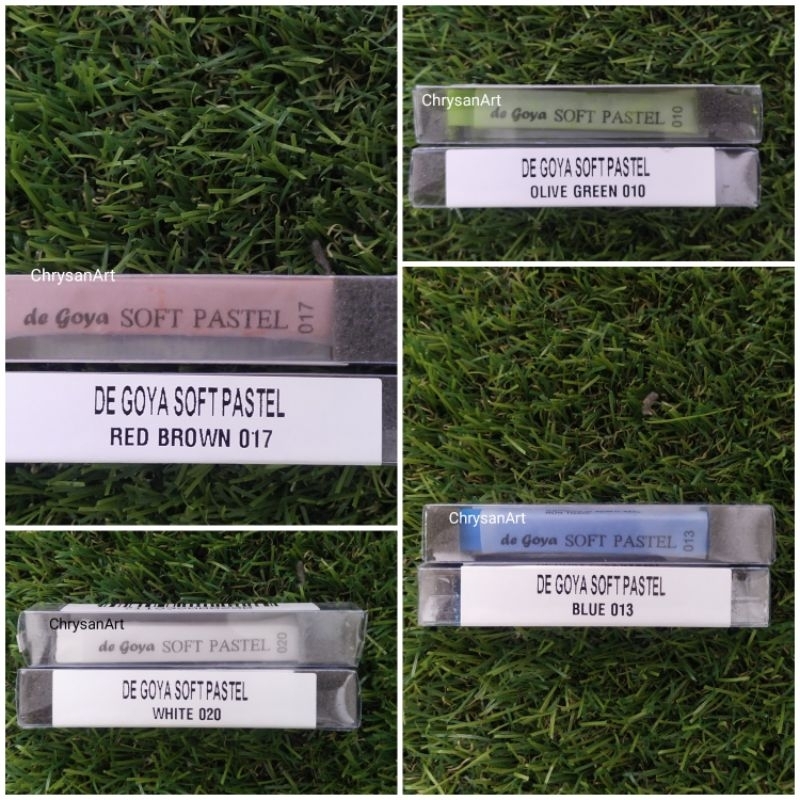 ChrysanArt
de Goya SOFT PASTEL 017
DE GOYA SOFT PASTEL
RED BROWN 017
ChrysanArt
de Goya SOFT PASTEL 010
DE GOYA SOFT PASTEL
OLIVE GREEN 010
ChrysanArt
de Goya SOFT PASTEL 013
DE GOYA SOFT PASTEL
BLUE 013
ChrysanArt
de Goya SOFT PASTEL 020
DE GOYA SOFT PASTEL
WHITE 020